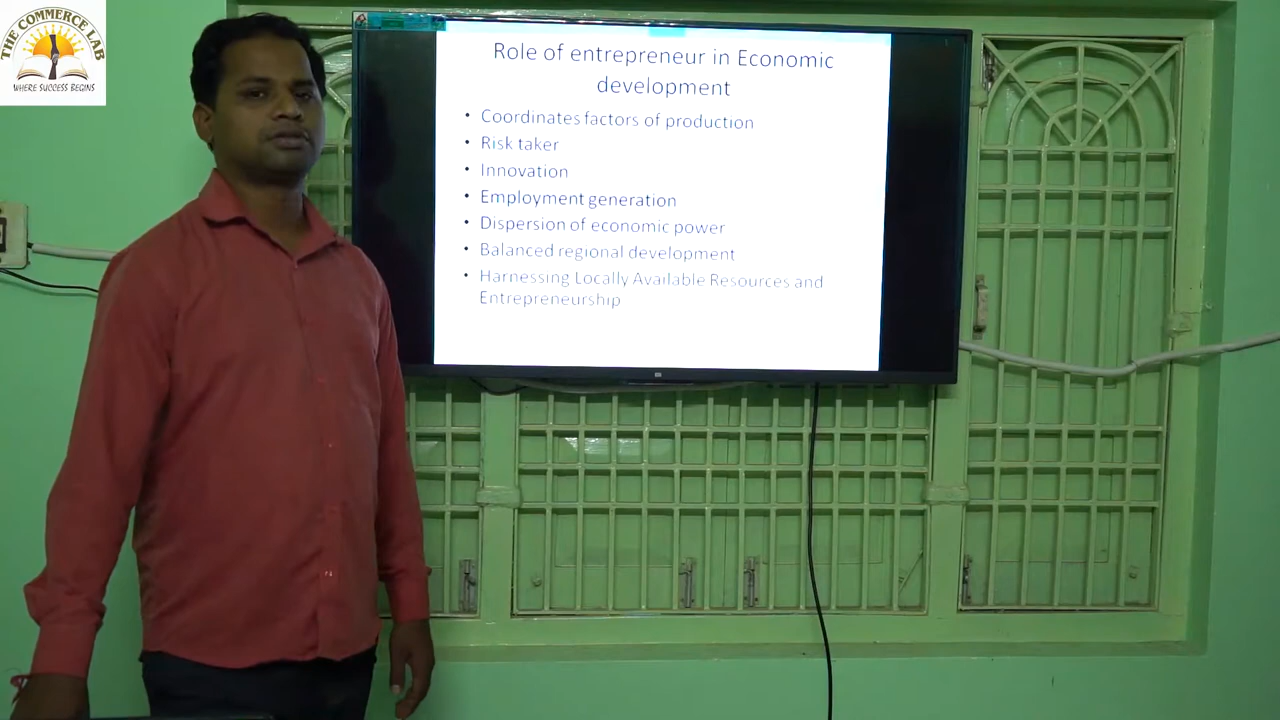 THE COMMERCE LAB
WHERE SUCCESS BEGINS
Role of entrepreneur in Economic
development
• Coordinates factors of production
• Risk taker
• Innovation
• Employment generation
• Dispersion of economic power
• Balanced regional development
• Harnessing Locally Available Resources and
Entrepreneurship